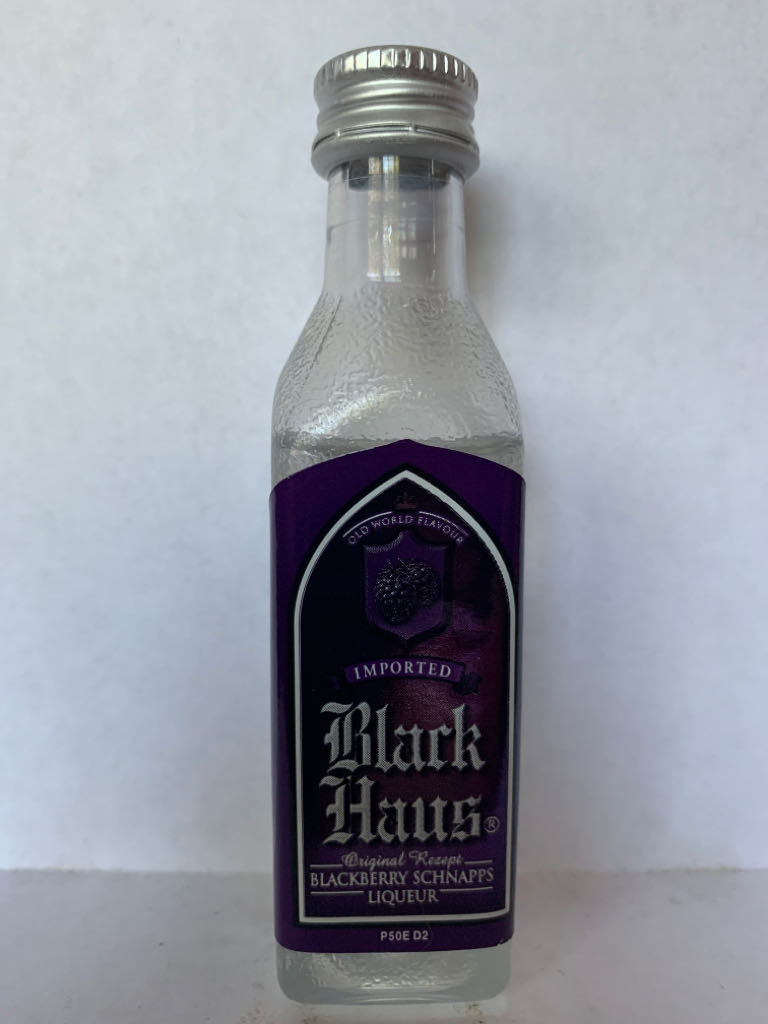 OLD WORLD FLAVOUR
IMPORTED
Black
Haus®
Original Rezept
BLACKBERRY SCHNAPPS
LIQUEUR
P50E D2